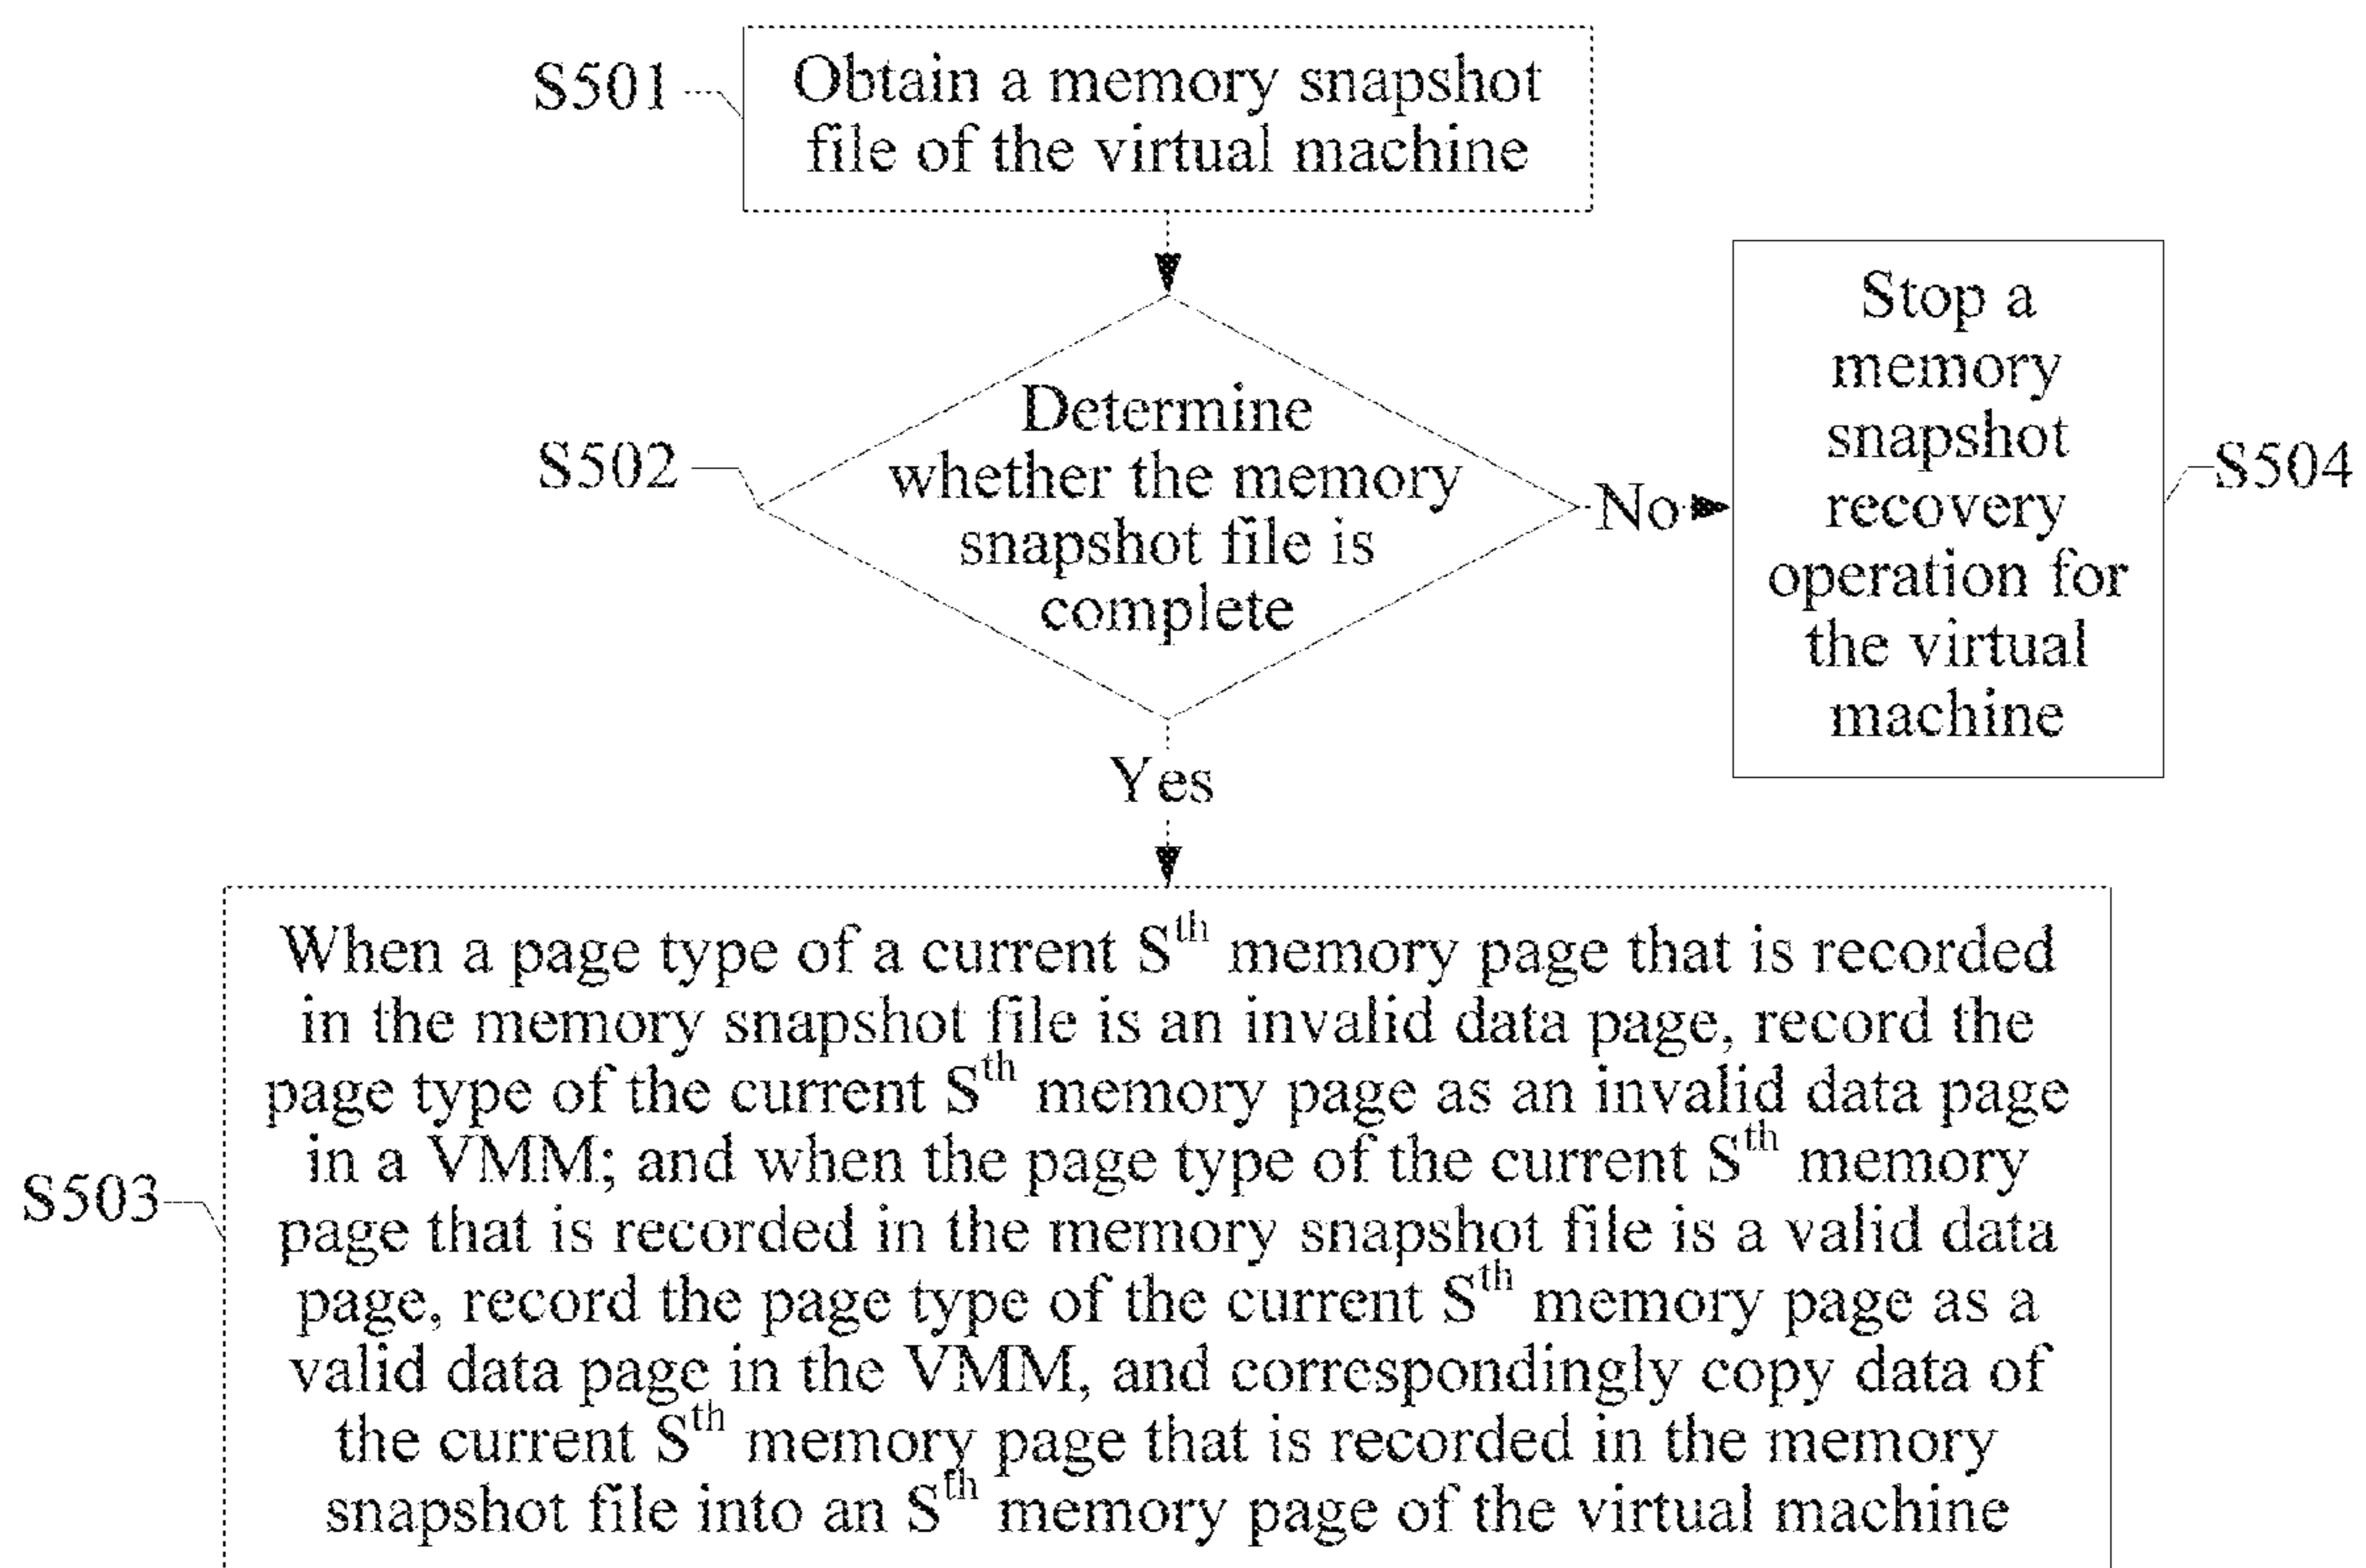 S501
Obtain a memory snapshot
file of the virtual machine
S502
Determine
whether the memory
snapshot file is
complete
No
Stop a
memory
snapshot
recovery
operation for
the virtual
machine
S504
Yes
S503
When a page type of a current Sth memory page that is recorded
in the memory snapshot file is an invalid data page, record the
page type of the current Sth memory page as an invalid data page
in a VMM; and when the page type of the current Sth memory
page that is recorded in the memory snapshot file is a valid data
page, record the page type of the current Sth memory page as a
valid data page in the VMM, and correspondingly copy data of
the current Sth memory page that is recorded in the memory
snapshot file into an Sth memory page of the virtual machine